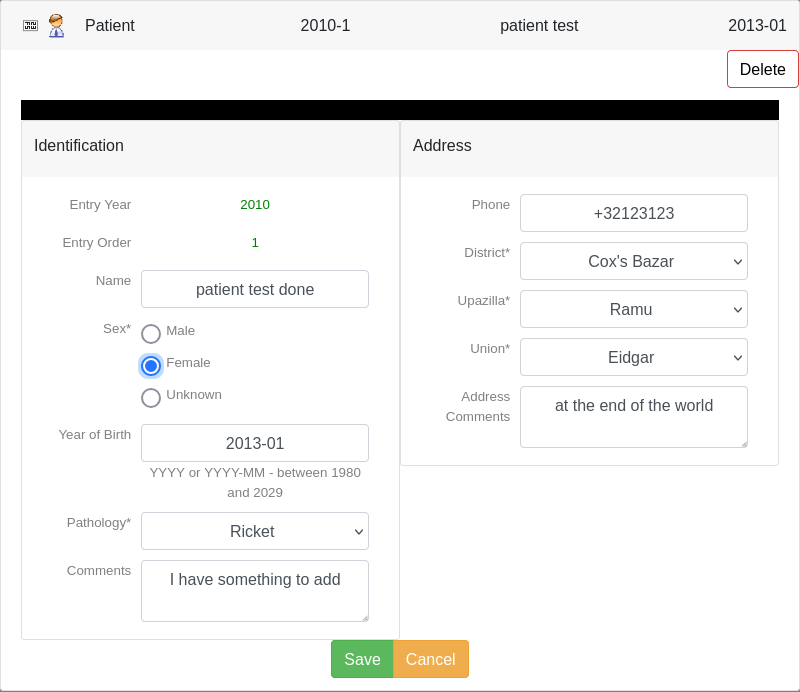 Patient 2010-1 patient test 2013-01
Delete
Identification
Entry Year 2010
Entry Order 1
Name patient test done
Sex* Male
Female
Unknown
Year of Birth 2013-01
YYYY or YYYY-MM - between 1980
and 2029
Pathology* Ricket
Comments I have something to add
Address
Phone +32123123
District* Cox's Bazar
Upazilla* Ramu
Union* Eidgar
Address
Comments
at the end of the world
Save Cancel